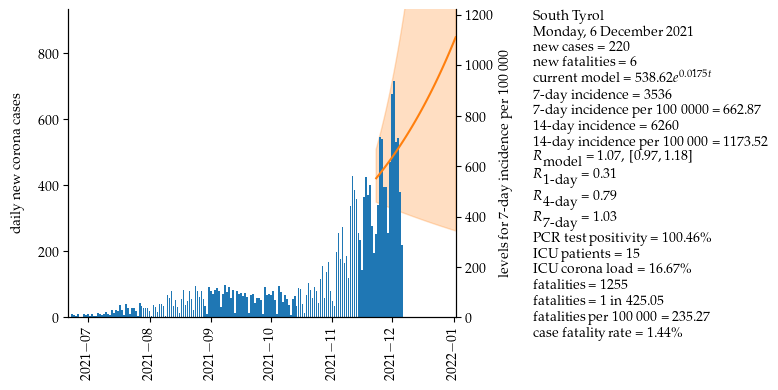 South Tyrol
Monday, 6 December 2021
new cases = 220
new fatalities = 6
current model = 538.62e^0.0175t
7-day incidence = 3536
7-day incidence per 100 0000 = 662.87
14-day incidence = 6260
14-day incidence per 100 000 = 1173.52
R_model = 1.07, [0.97, 1.18]
R_1-day = 0.31
R_4-day = 0.79
R_7-day = 1.03
PCR test positivity = 100.46%
ICU patients = 15
ICU corona load = 16.67%
fatalities = 1255
fatalities = 1 in 425.05
fatalities per 100 000 = 235.27
case fatality rate = 1.44%
daily new corona cases
800
600
400
200
0
levels for 7-day incidence per 100 000
1200
1000
800
600
400
200
0
2021–07
2021–08
2021–09
2021–10
2021–11
2021–12
2022–01